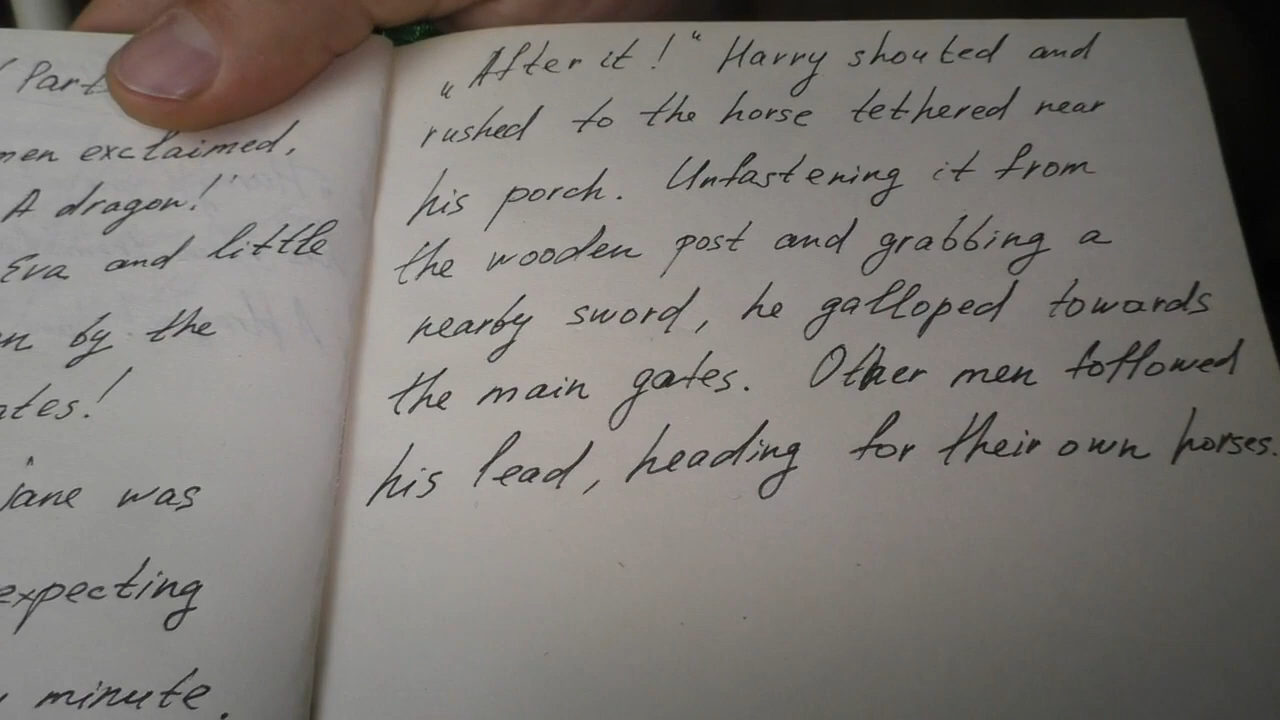 Part
men exclaimed,
A dragon!"
Eva and little
by the
jane was
expecting
minute.
„After it!“ Harry shouted and
rushed to the horse tethered near
his porch. Unfastening it from
the wooden post and grabbing a
nearby sword, he galloped towards
the main gates. Other men followed
his lead, heading for their own horses.